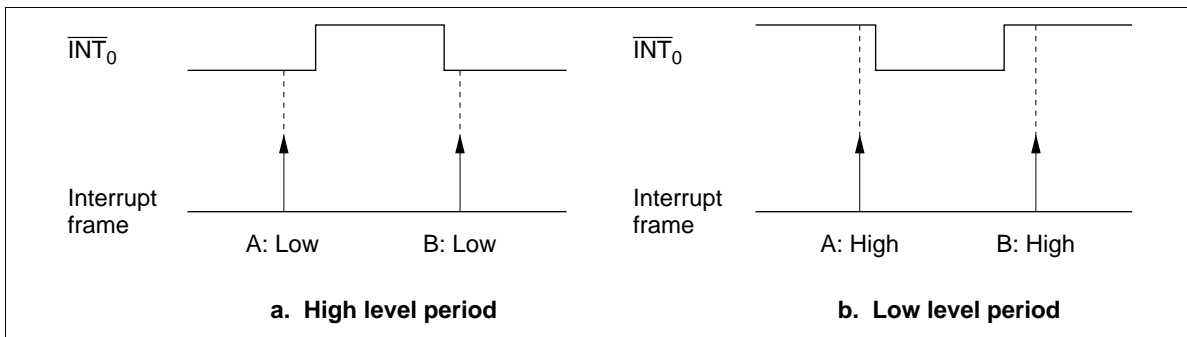 INT0
Interrupt
frame
A: Low
B: Low
a. High level period
INT0
Interrupt
frame
A: High
B: High
b. Low level period